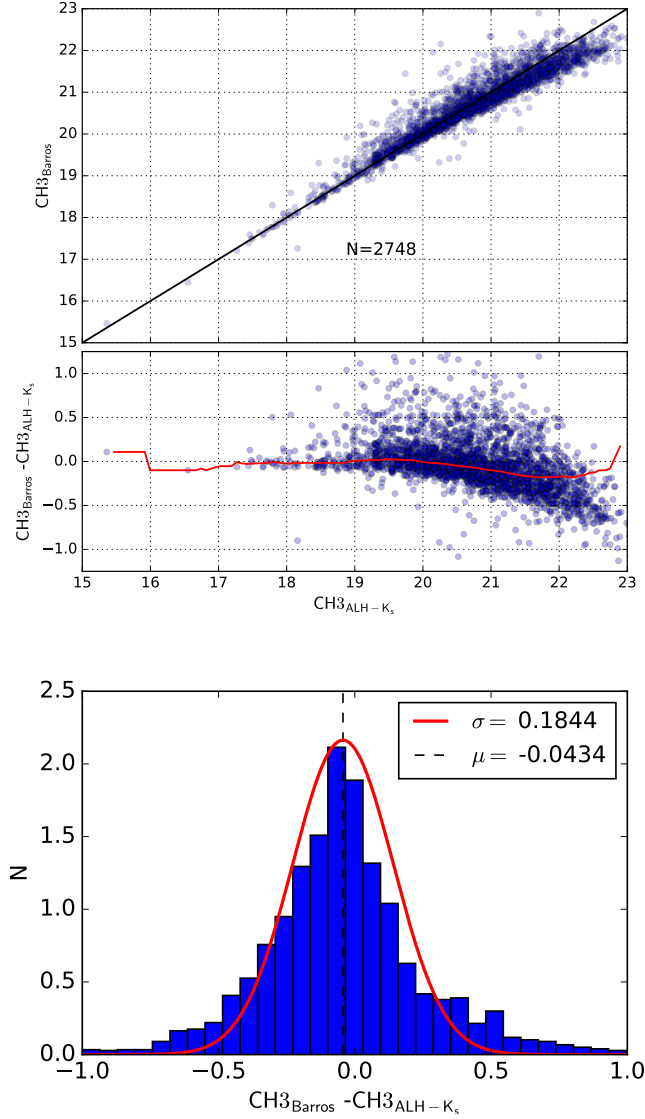 23
22
21
20
19
18
17
16
15
CH3Barros
N=2748
1.0
0.5
0.0
−0.5
−1.0
CH3Barros -CH3ALH−Ks
15 16 17 18 19 20 21 22 23
CH3ALH−Ks
2.5
2.0
1.5
1.0
0.5
0.0
N
σ = 0.1844
μ = -0.0434
−1.0 −0.5 0.0 0.5 1.0
CH3Barros -CH3ALH−Ks